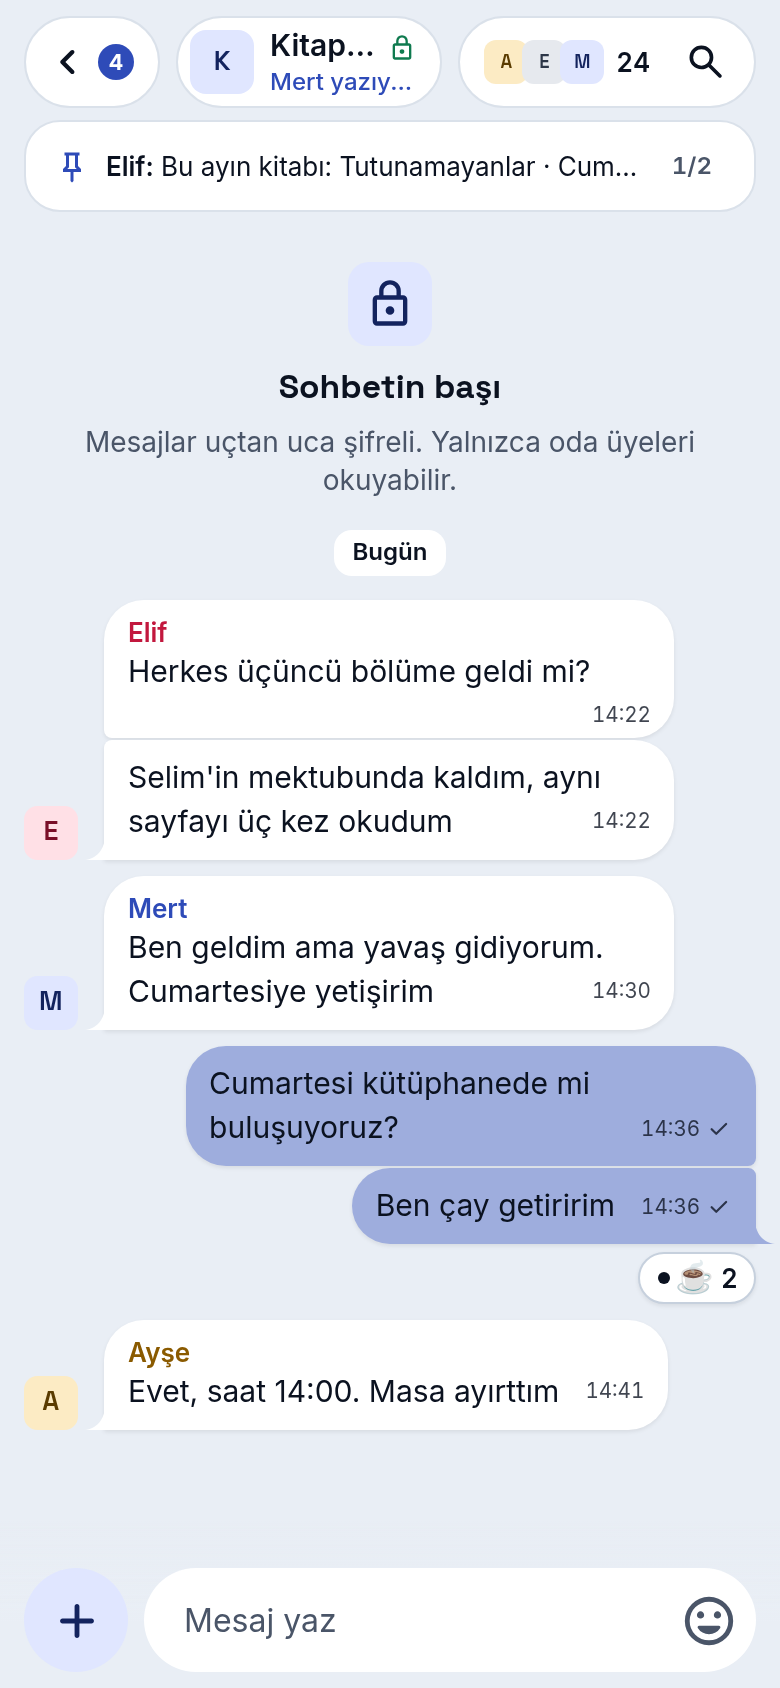 4
K
Kitap...
Mert yazıy...
A E M 24
Elif: Bu ayın kitabı: Tutunamayanlar · Cum... 1/2
Sohbetin başı
Mesajlar uçtan uca şifreli. Yalnızca oda üyeleri
okuyabilir.
Bugün
Elif
Herkes üçüncü bölüme geldi mi?
14:22
Selim'in mektubunda kaldım, aynı
sayfayı üç kez okudum 14:22
E
Mert
Ben geldim ama yavaş gidiyorum.
Cumartesiye yetişirim 14:30
M
Cumartesi kütüphanede mi
buluşuyoruz? 14:36
Ben çay getiririm 14:36
2
Ayşe
Evet, saat 14:00. Masa ayırttım 14:41
A
Mesaj yaz